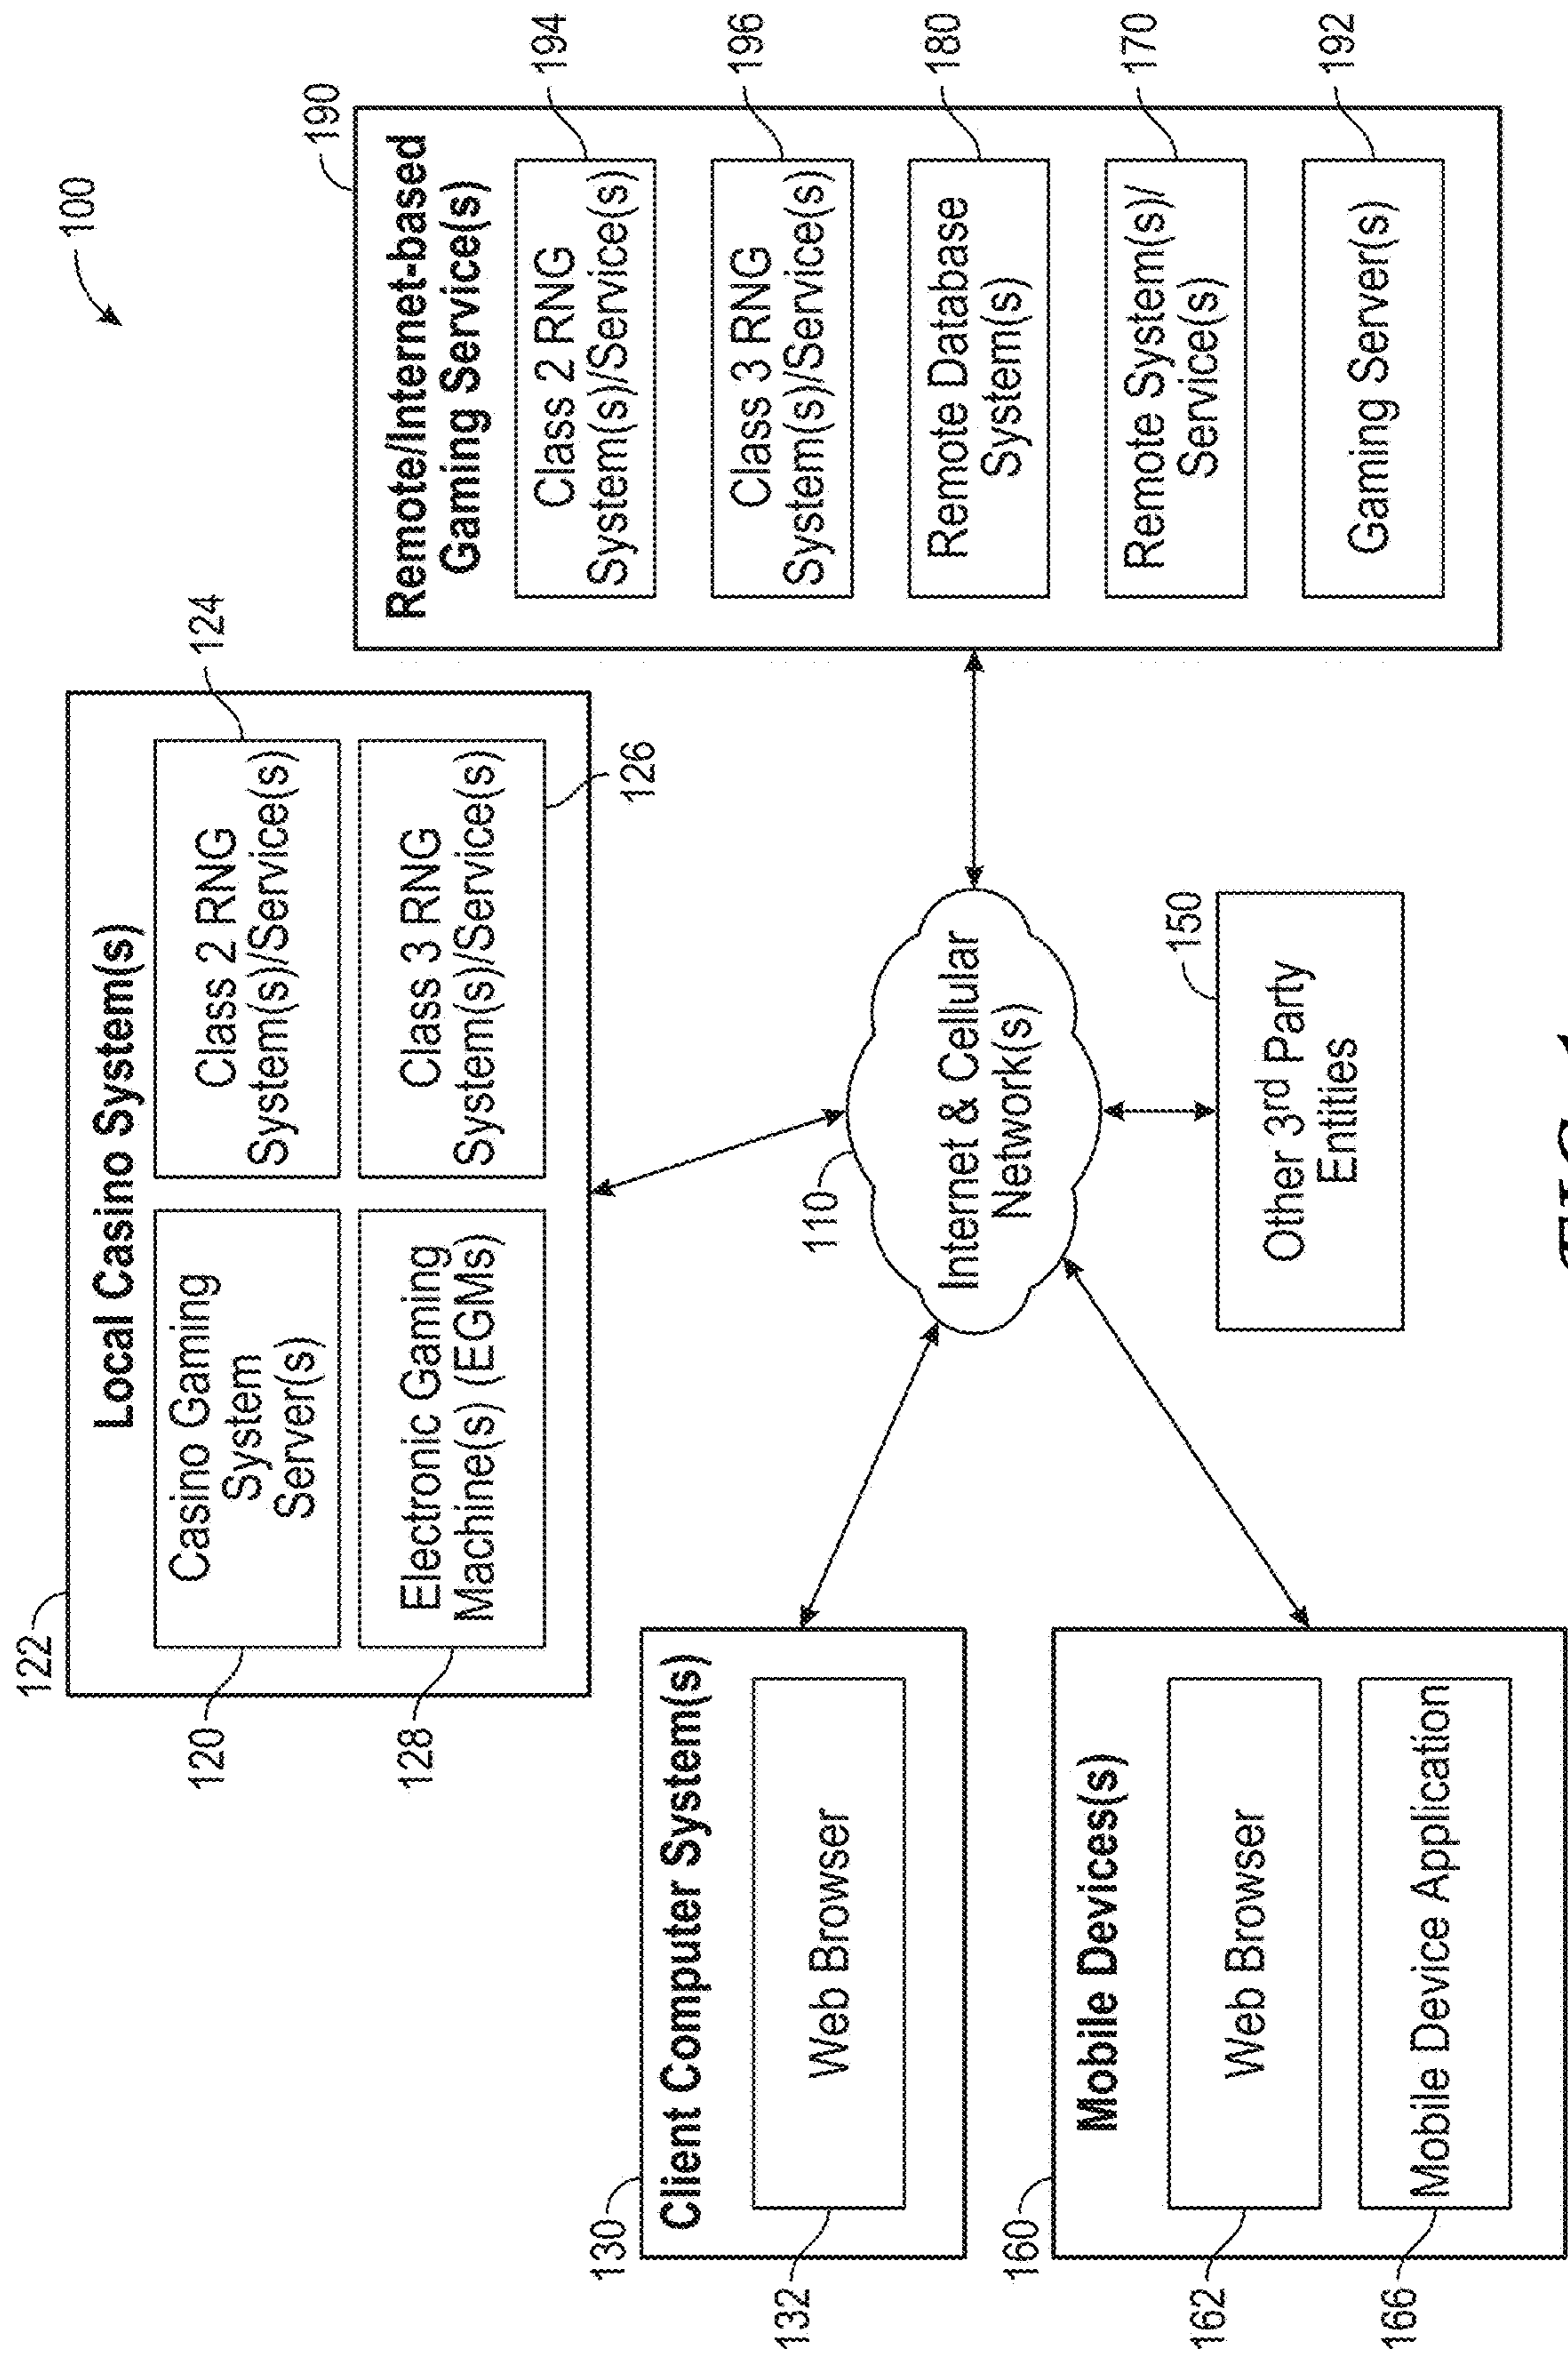 100
122
Local Casino System(s)
120
Casino Gaming
System
Server(s)
Class 2 RNG
System(s)/Service(s)
124
128
Electronic Gaming
Machine(s) (EGMs)
Class 3 RNG
System(s)/Service(s)
126
190
Remote/Internet-based
Gaming Service(s)
Class 2 RNG
System(s)/Service(s)
194
Class 3 RNG
System(s)/Service(s)
196
Remote Database
System(s)
180
Remote System(s)/
Service(s)
170
Gaming Server(s)
192
130
Client Computer System(s)
Web Browser
132
110
Internet & Cellular
Network(s)
150
Other 3rd Party
Entities
160
Mobile Devices(s)
162
Web Browser
166
Mobile Device Application